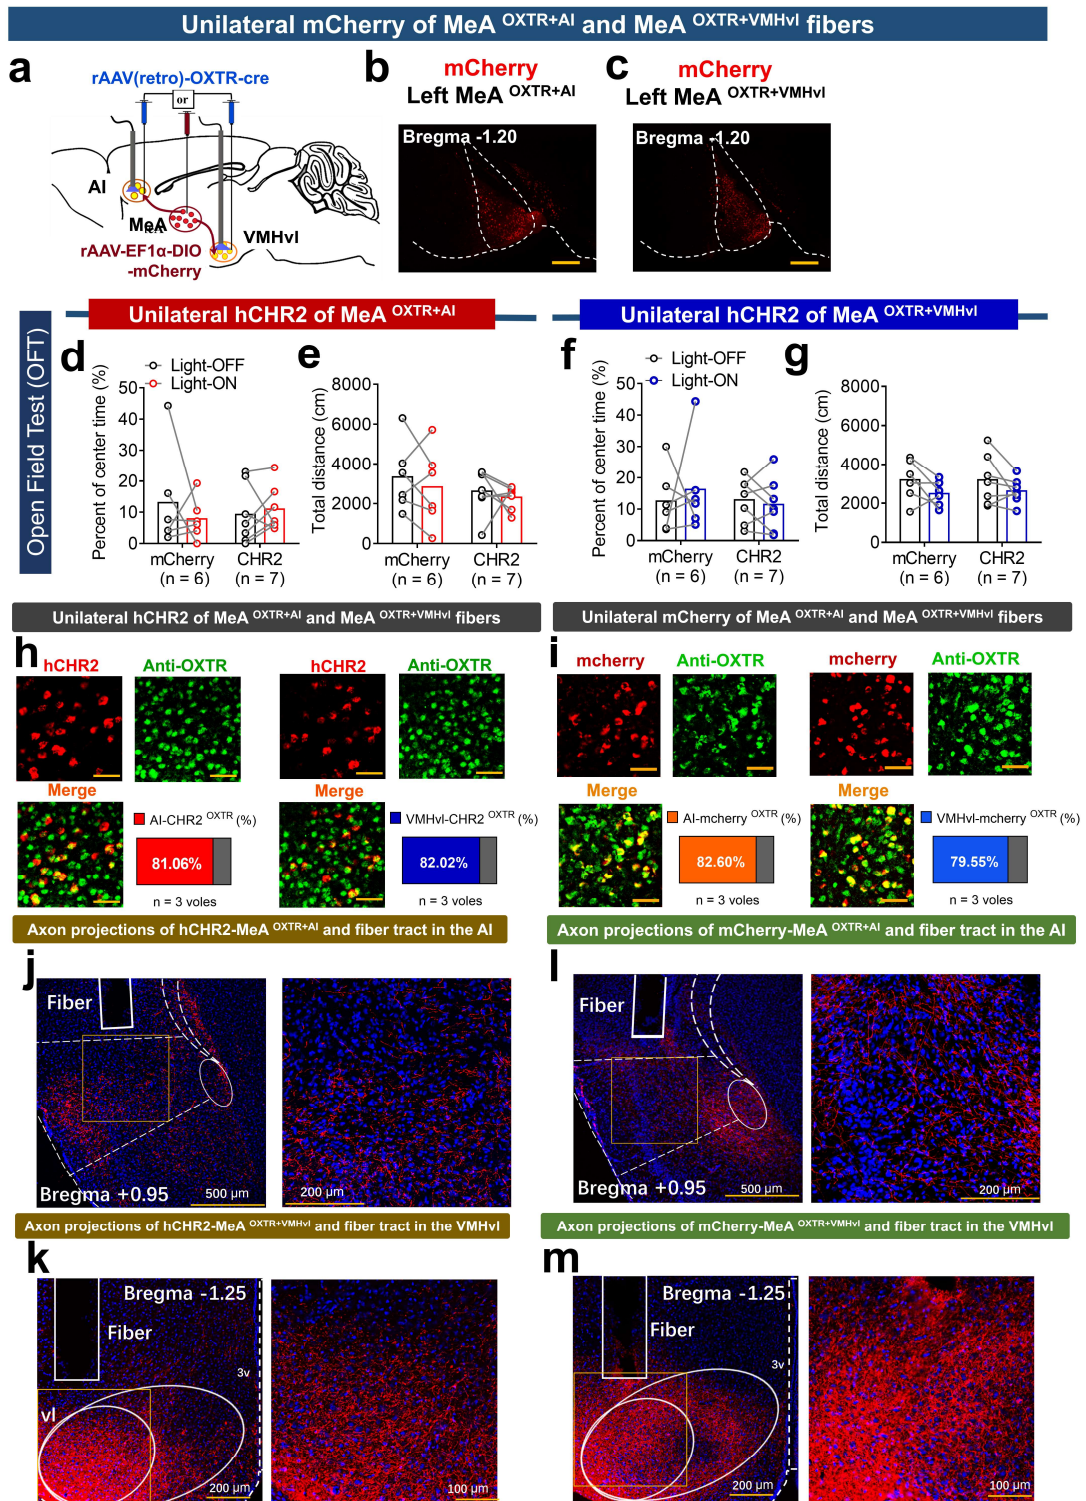 Unilateral mCherry of MeA OXTR+AI and MeA OXTR+VMHvl fibers
a
rAAV(retro)-OXTR-cre
or
AI
MeA
VMHvl
rAAV-EF1α-DIO
-mCherry
b
mCherry
Left MeA OXTR+AI
Bregma -1.20
c
mCherry
Left MeA OXTR+VMHvl
Bregma -1.20
Open Field Test (OFT)
Unilateral hCHR2 of MeA OXTR+AI
Unilateral hCHR2 of MeA OXTR+VMHvl
d
Light-OFF
Light-ON
Percent of center time (%)
50
40
30
20
10
0
mCherry
(n = 6)
CHR2
(n = 7)
e
Total distance (cm)
8000
6000
4000
2000
0
mCherry
(n = 6)
CHR2
(n = 7)
f
Light-OFF
Light-ON
Percent of center time (%)
50
40
30
20
10
0
mCherry
(n = 6)
CHR2
(n = 7)
g
Total distance (cm)
8000
6000
4000
2000
0
mCherry
(n = 6)
CHR2
(n = 7)
Unilateral hCHR2 of MeA OXTR+AI and MeA OXTR+VMHvl fibers
Unilateral mCherry of MeA OXTR+AI and MeA OXTR+VMHvl fibers
h
hCHR2
Anti-OXTR
hCHR2
Anti-OXTR
Merge
AI-CHR2 OXTR (%)
81.06%
n = 3 voles
Merge
VMHvl-CHR2 OXTR (%)
82.02%
n = 3 voles
i
mcherry
Anti-OXTR
mcherry
Anti-OXTR
Merge
AI-mcherry OXTR (%)
82.60%
n = 3 voles
Merge
VMHvl-mcherry OXTR (%)
79.55%
n = 3 voles
Axon projections of hCHR2-MeA OXTR+AI and fiber tract in the AI
Axon projections of mCherry-MeA OXTR+AI and fiber tract in the AI
j
Fiber
Bregma +0.95
500 μm
200 μm
l
Fiber
Bregma +0.95
500 μm
200 μm
Axon projections of hCHR2-MeA OXTR+VMHvl and fiber tract in the VMHvl
Axon projections of mCherry-MeA OXTR+VMHvl and fiber tract in the VMHvl
k
Bregma -1.25
Fiber
3v
vl
200 μm
100 μm
m
Bregma -1.25
Fiber
3v
200 μm
100 μm